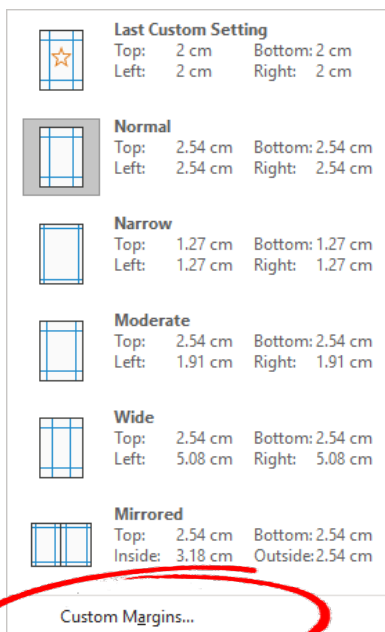 Last Custom Setting
Top: 2 cm Bottom: 2 cm
Left: 2 cm Right: 2 cm
Normal
Top: 2.54 cm Bottom: 2.54 cm
Left: 2.54 cm Right: 2.54 cm
Narrow
Top: 1.27 cm Bottom: 1.27 cm
Left: 1.27 cm Right: 1.27 cm
Moderate
Top: 2.54 cm Bottom: 2.54 cm
Left: 1.91 cm Right: 1.91 cm
Wide
Top: 2.54 cm Bottom: 2.54 cm
Left: 5.08 cm Right: 5.08 cm
Mirrored
Top: 2.54 cm Bottom: 2.54 cm
Inside: 3.18 cm Outside: 2.54 cm
Custom Margins...